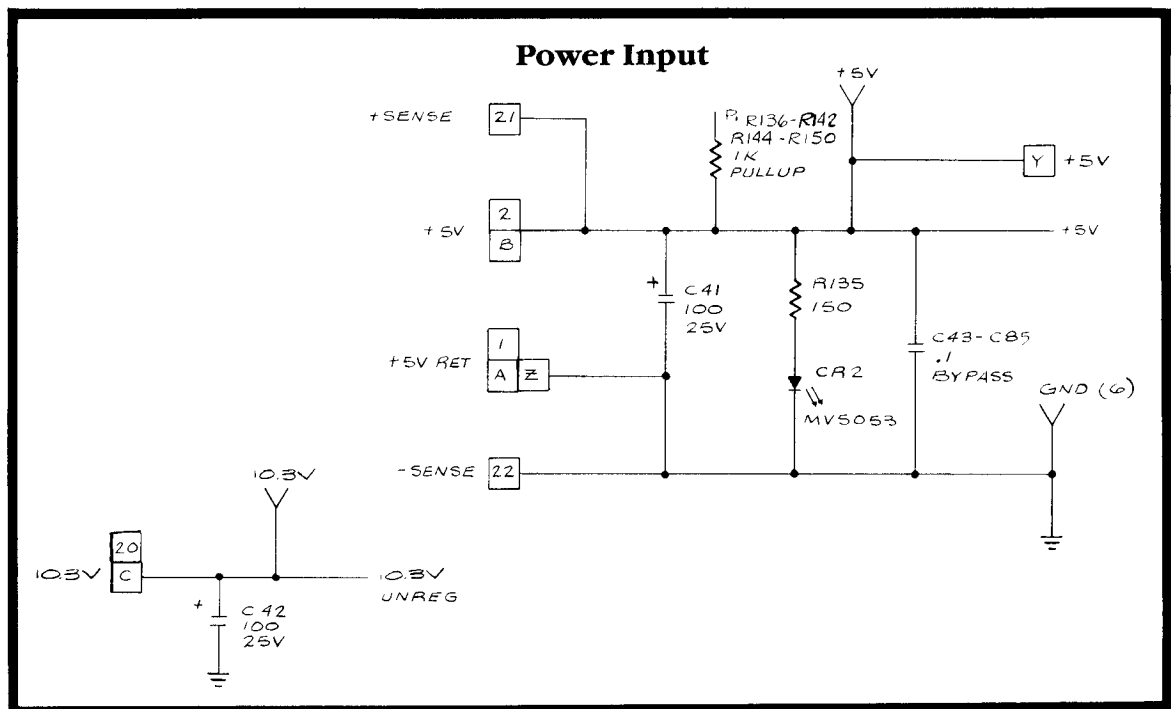 Power Input
+5V
+SENSE
21
P, R136-R142
R144-R150
1K
PULLUP
Y
+5V
+5V
2
B
+5V
+
C41
100
25V
R135
150
+5V RET
1
A
Z
CR2
MV5053
C43-C85
.1
BYPASS
GND (6)
-SENSE
22
10.3V
20
10.3V
C
10.3V
UNREG
+
C42
100
25V